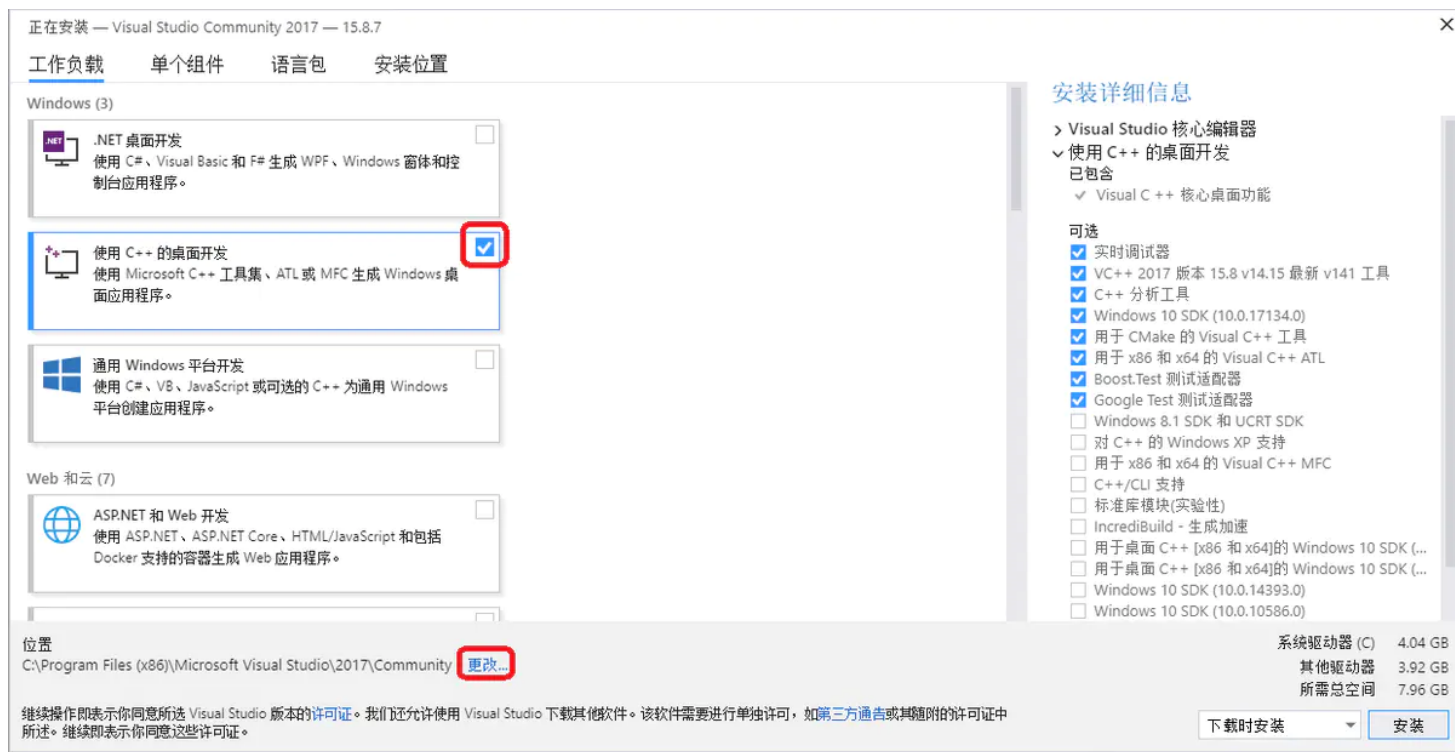 正在安装 — Visual Studio Community 2017 — 15.8.7
工作负载 单个组件 语言包 安装位置
Windows (3)
.NET
.NET 桌面开发
使用 C#、Visual Basic 和 F# 生成 WPF、Windows 窗体和控
制台应用程序。
使用 C++ 的桌面开发
使用 Microsoft C++ 工具集、ATL 或 MFC 生成 Windows 桌
面应用程序。
通用 Windows 平台开发
使用 C#、VB、JavaScript 或可选的 C++ 为通用 Windows
平台创建应用程序。
Web 和云 (7)
ASP.NET 和 Web 开发
使用 ASP.NET、ASP.NET Core、HTML/JavaScript 和包括
Docker 支持的容器生成 Web 应用程序。
安装详细信息
Visual Studio 核心编辑器
使用 C++ 的桌面开发
已包含
Visual C ++ 核心桌面功能
可选
实时调试器
VC++ 2017 版本 15.8 v14.15 最新 v141 工具
C++ 分析工具
Windows 10 SDK (10.0.17134.0)
用于 CMake 的 Visual C++ 工具
用于 x86 和 x64 的 Visual C++ ATL
Boost.Test 测试适配器
Google Test 测试适配器
Windows 8.1 SDK 和 UCRT SDK
对 C++ 的 Windows XP 支持
用于 x86 和 x64 的 Visual C++ MFC
C++/CLI 支持
标准库模块(实验性)
IncrediBuild - 生成加速
用于桌面 C++ [x86 和 x64]的 Windows 10 SDK (...
用于桌面 C++ [x86 和 x64]的 Windows 10 SDK (...
Windows 10 SDK (10.0.14393.0)
Windows 10 SDK (10.0.10586.0)
位置
C:\Program Files (x86)\Microsoft Visual Studio\2017\Community 更改...
继续操作即表示你同意所选 Visual Studio 版本的许可证。我们还允许使用 Visual Studio 下载其他软件。该软件需要进行单独许可，如第三方通告或其随附的许可证中
所述。继续即表示你同意这些许可证。
系统驱动器 (C) 4.04 GB
其他驱动器 3.92 GB
所需总空间 7.96 GB
下载时安装 安装